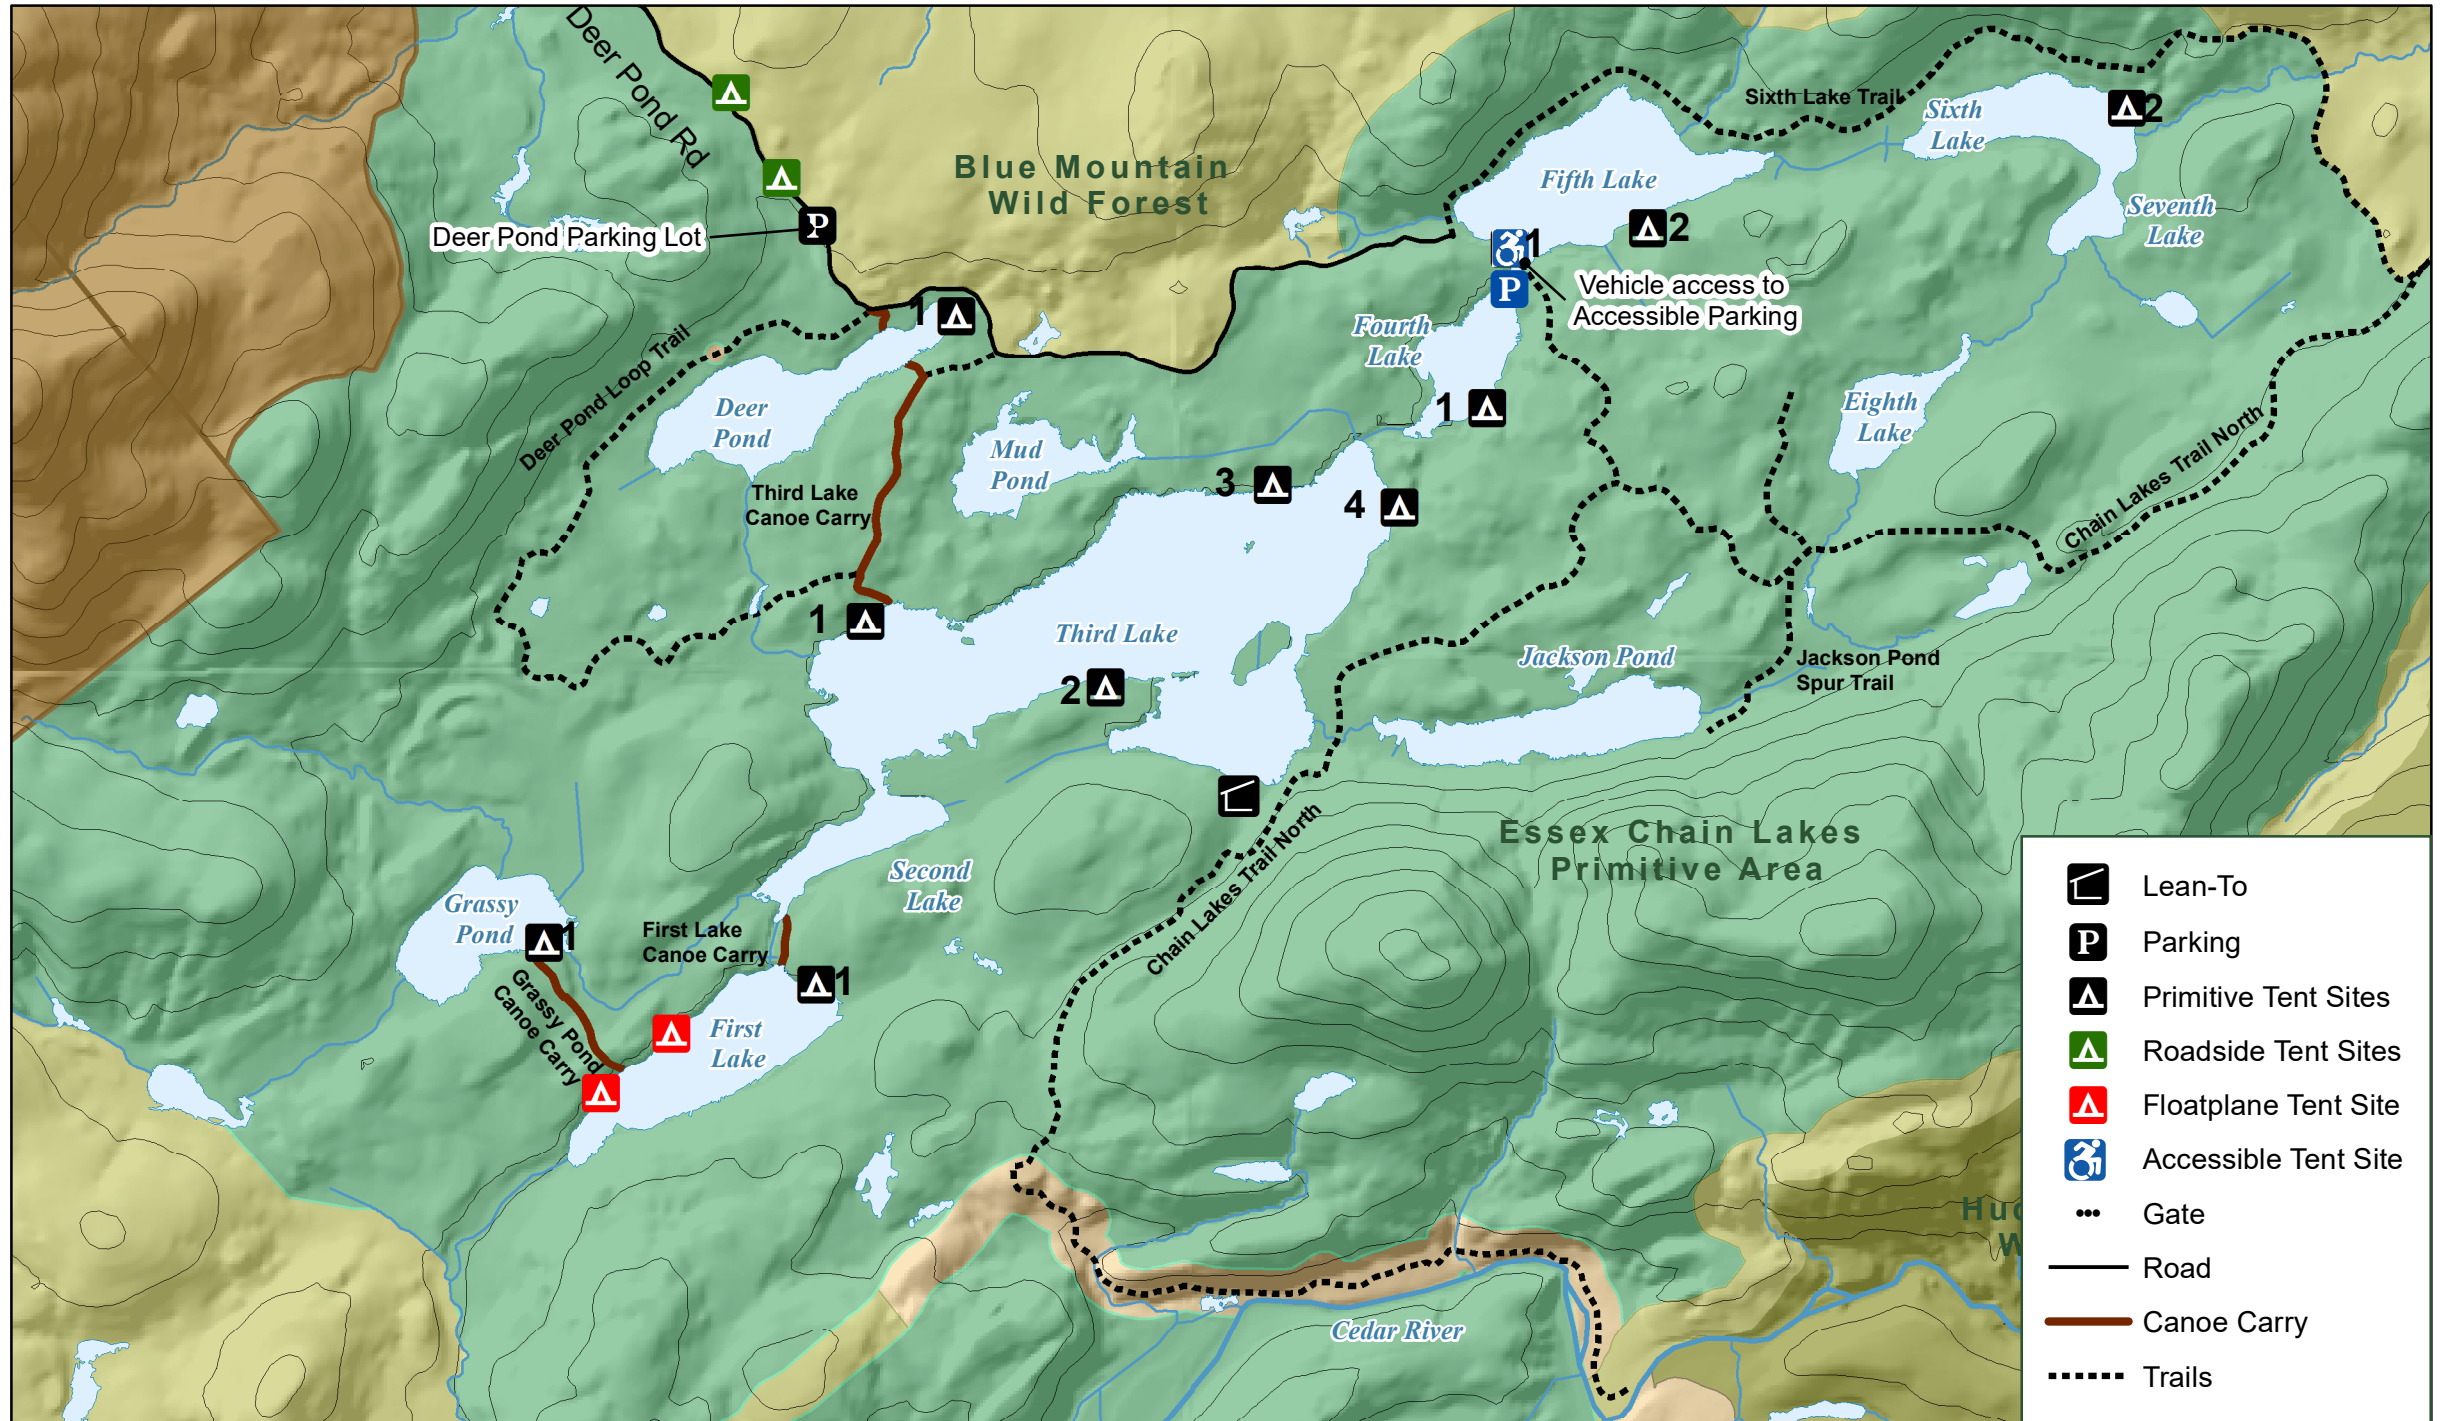 Deer Pond Rd
Blue Mountain
Wild Forest
Deer Pond Parking Lot
P
1
Deer Pond Loop Trail
Deer
Pond
Third Lake
Canoe Carry
Mud
Pond
1
3
4
2
Third Lake
Sixth Lake Trail
Sixth
Lake
2
Fifth Lake
2
1
P
Vehicle access to
Accessible Parking
Seventh
Lake
Fourth
Lake
1
Eighth
Lake
Chain Lakes Trail North
Jackson Pond
Jackson Pond
Spur Trail
Essex Chain Lakes
Primitive Area
Chain Lakes Trail North
Second
Lake
Grassy
Pond
1
First Lake
Canoe Carry
1
Grassy Pond
Canoe Carry
First
Lake
Cedar River
Lean-To
P
Parking
Primitive Tent Sites
Roadside Tent Sites
Floatplane Tent Site
Accessible Tent Site
Gate
Road
Canoe Carry
Trails